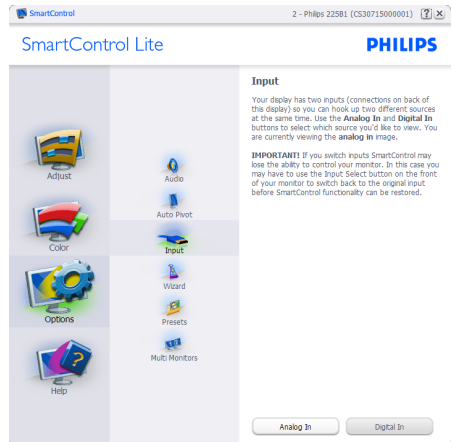 SmartControl
2 - Philips 225B1 (CS30715000001) ? ×
SmartControl Lite
PHILIPS
Adjust
Color
Options
Help
Audio
Auto Pivot
Input
Wizard
Presets
Multi Monitors
Input
Your display has two inputs (connections on back of
this display) so you can hook up two different sources
at the same time. Use the Analog In and Digital In
buttons to select which source you'd like to view. You
are currently viewing the analog in image.
IMPORTANT! If you switch inputs SmartControl may
lose the ability to control your monitor. In this case you
may have to use the Input Select button on the front
of your monitor to switch back to the original input
before SmartControl functionality can be restored.
Analog In
Digital In